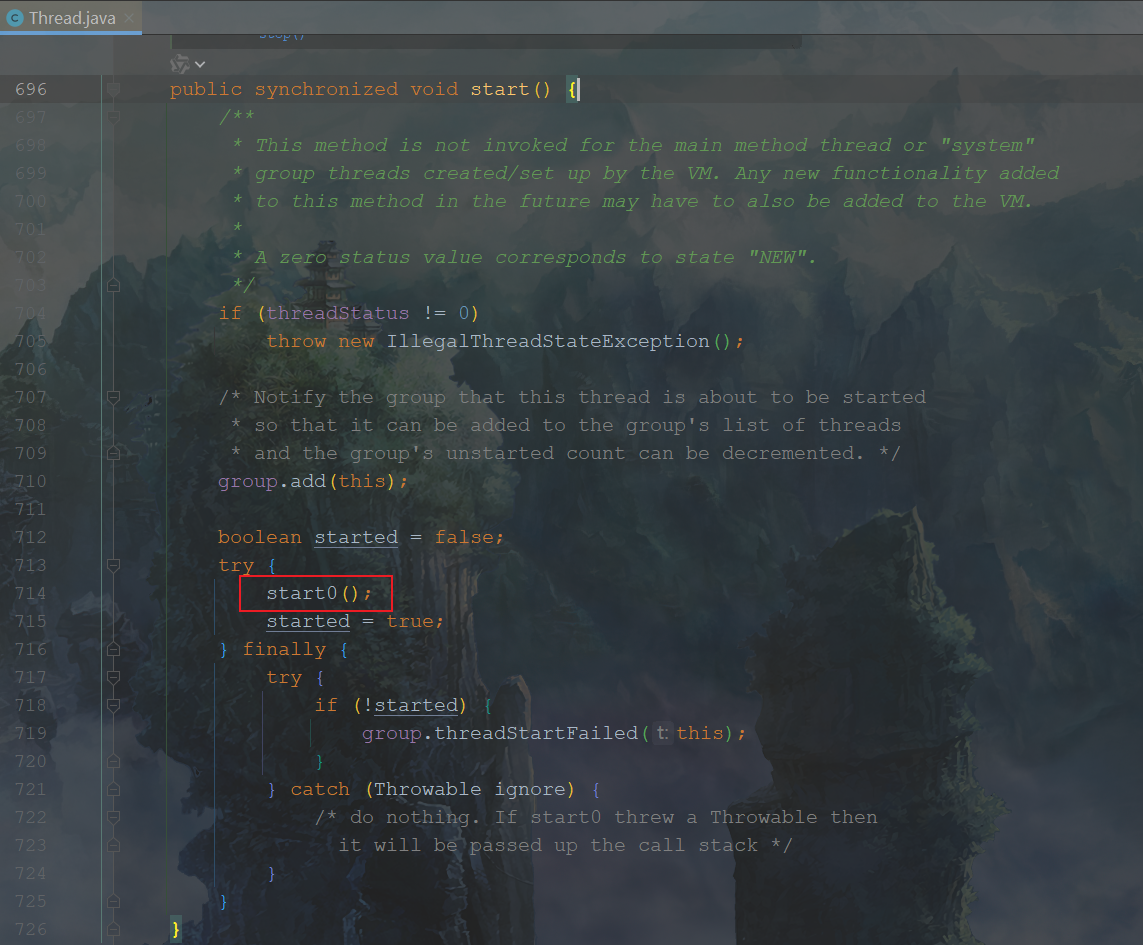 C Thread.java ×
stop()
696 public synchronized void start() {
697 /**
698 * This method is not invoked for the main method thread or "system"
699 * group threads created/set up by the VM. Any new functionality added
700 * to this method in the future may have to also be added to the VM.
701 *
702 * A zero status value corresponds to state "NEW".
703 */
704 if (threadStatus != 0)
705 throw new IllegalThreadStateException();
706
707 /* Notify the group that this thread is about to be started
708 * so that it can be added to the group's list of threads
709 * and the group's unstarted count can be decremented. */
710 group.add(this);
711
712 boolean started = false;
713 try {
714 start0();
715 started = true;
716 } finally {
717 try {
718 if (!started) {
719 group.threadStartFailed( t: this);
720 }
721 } catch (Throwable ignore) {
722 /* do nothing. If start0 threw a Throwable then
723 it will be passed up the call stack */
724 }
725 }
726 }